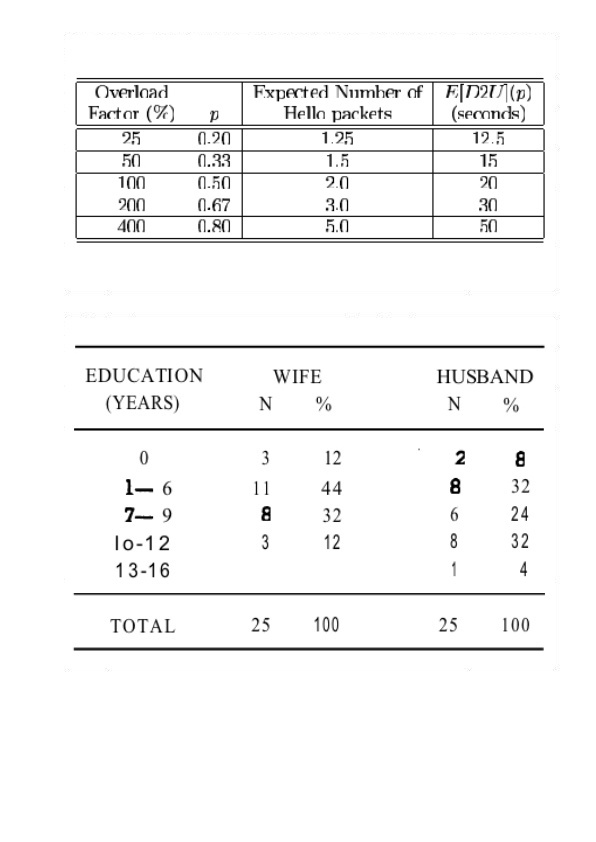 Overload Expected Number of E[D2U](p)
Factor (%) p Hello packets (seconds)
25 0.20 1.25 12.5
50 0.33 1.5 15
100 0.50 2.0 20
200 0.67 3.0 30
400 0.80 5.0 50
EDUCATION WIFE HUSBAND
(YEARS) N % N %
0 3 12 2 8
1— 6 11 44 8 32
7— 9 8 32 6 24
lo-12 3 12 8 32
13-16 1 4
TOTAL 25 100 25 100